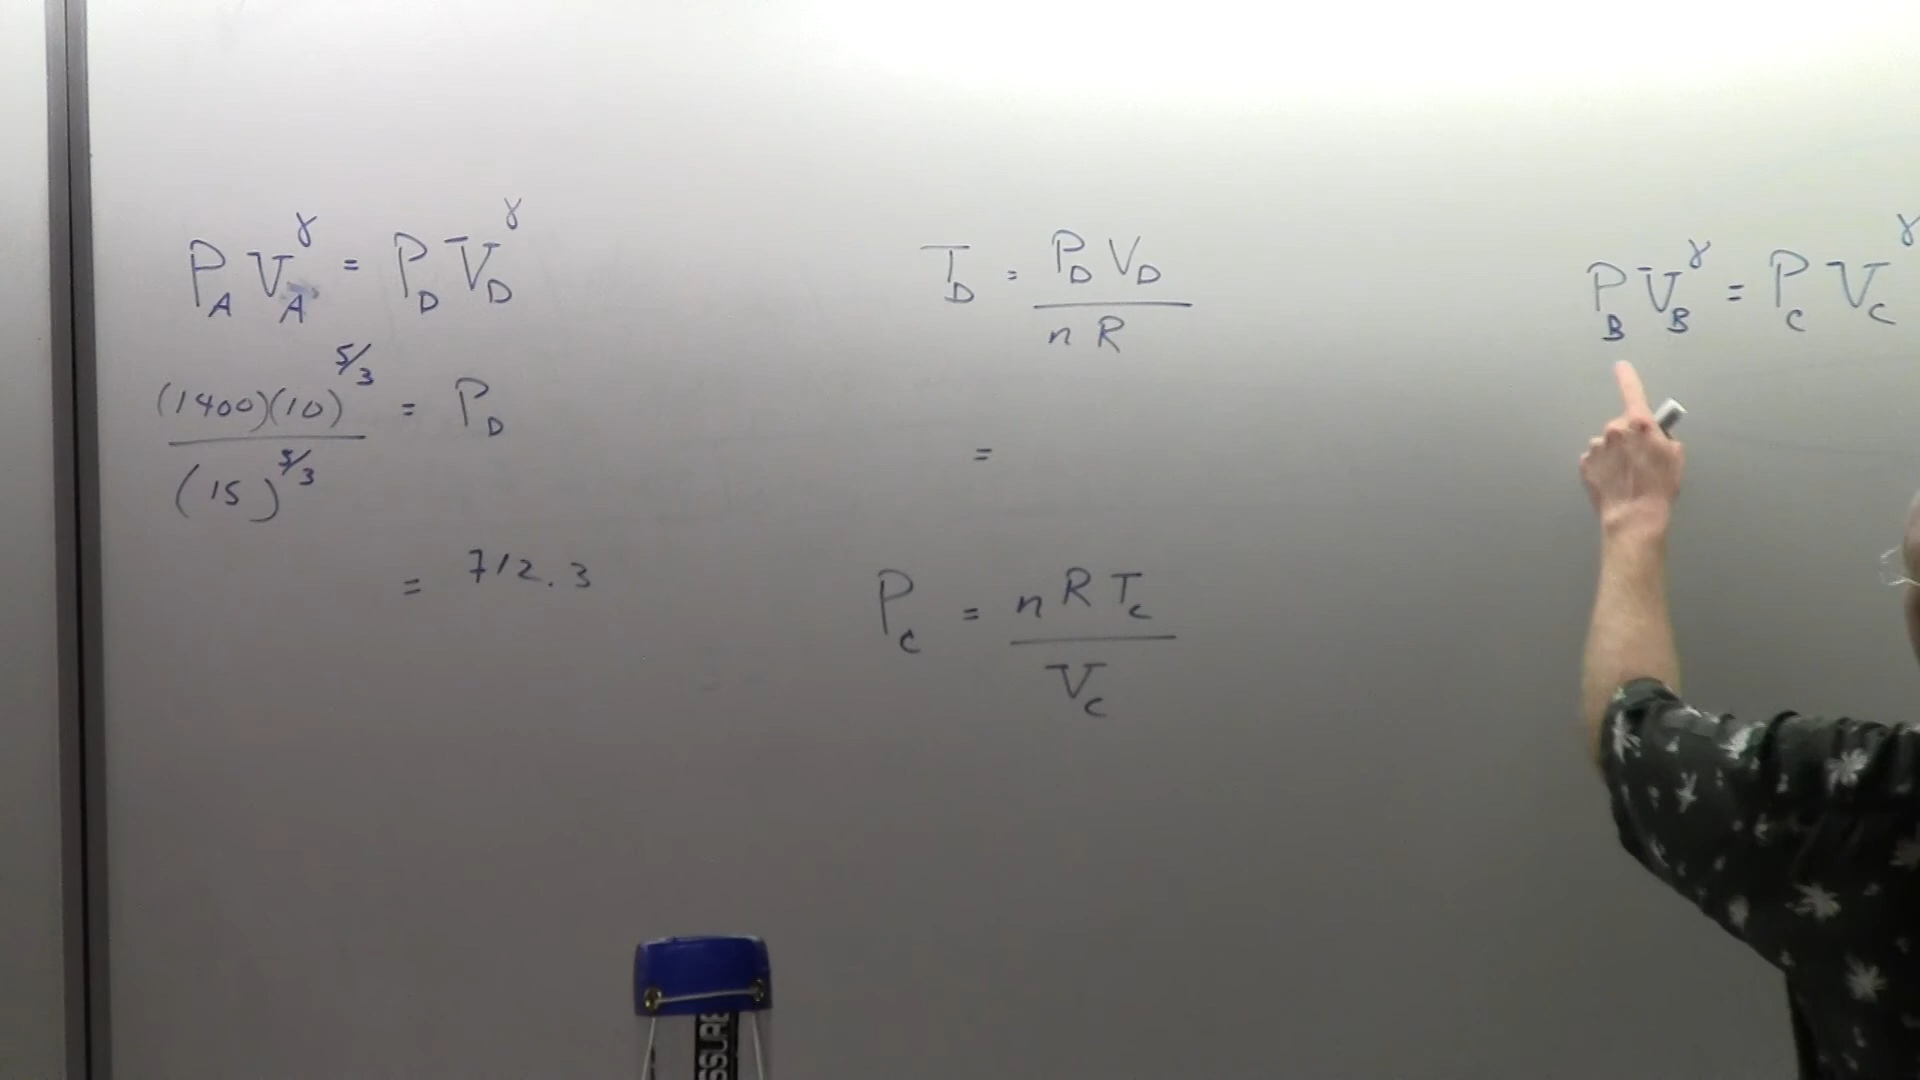 P_A V_A^γ = P_D V_D^γ
(1400)(10)^5/3 / (15)^5/3 = P_D
= 712.3
T_D = P_D V_D / n R
=
P_C = n R T_C / V_C
P_B V_B^γ = P_C V_C^γ
SSURE